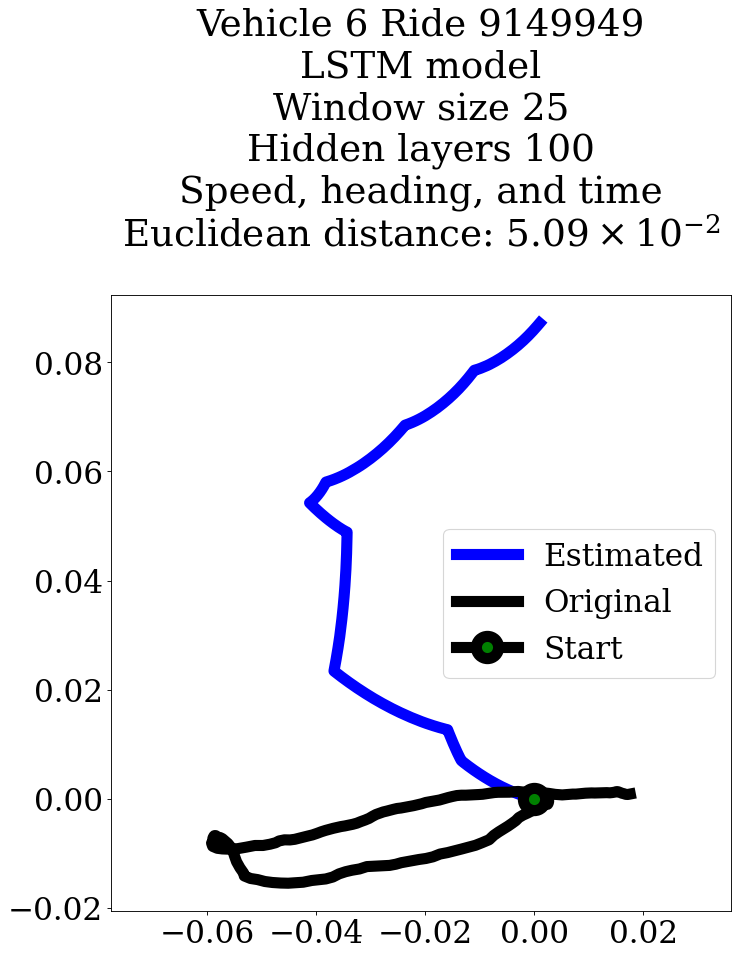 Vehicle 6 Ride 9149949
LSTM model
Window size 25
Hidden layers 100
Speed, heading, and time
Euclidean distance: 5.09 × 10⁻²
0.08
0.06
0.04
0.02
0.00
−0.02
Estimated
Original
Start
−0.06 −0.04 −0.02 0.00 0.02